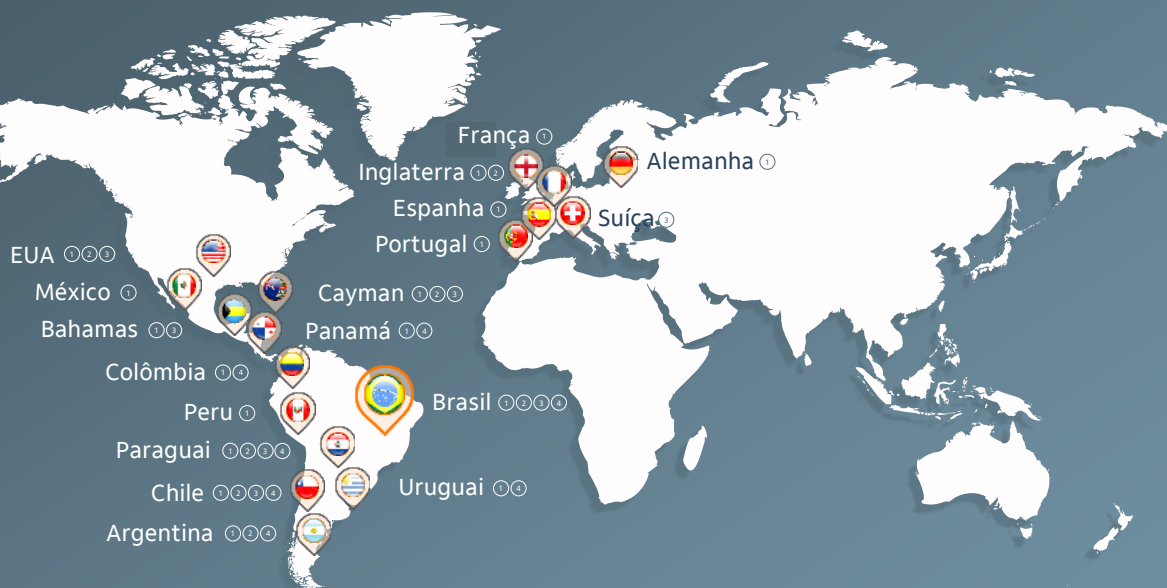 França ①
Inglaterra ①②
Alemanha ①
Espanha ①
Suíça ③
Portugal ①
EUA ①②③
México ①
Cayman ①②③
Bahamas ①③
Panamá ①④
Colômbia ①④
Brasil ①②③④
Peru ①
Paraguai ①②③④
Chile ①②③④
Uruguai ①④
Argentina ①②④